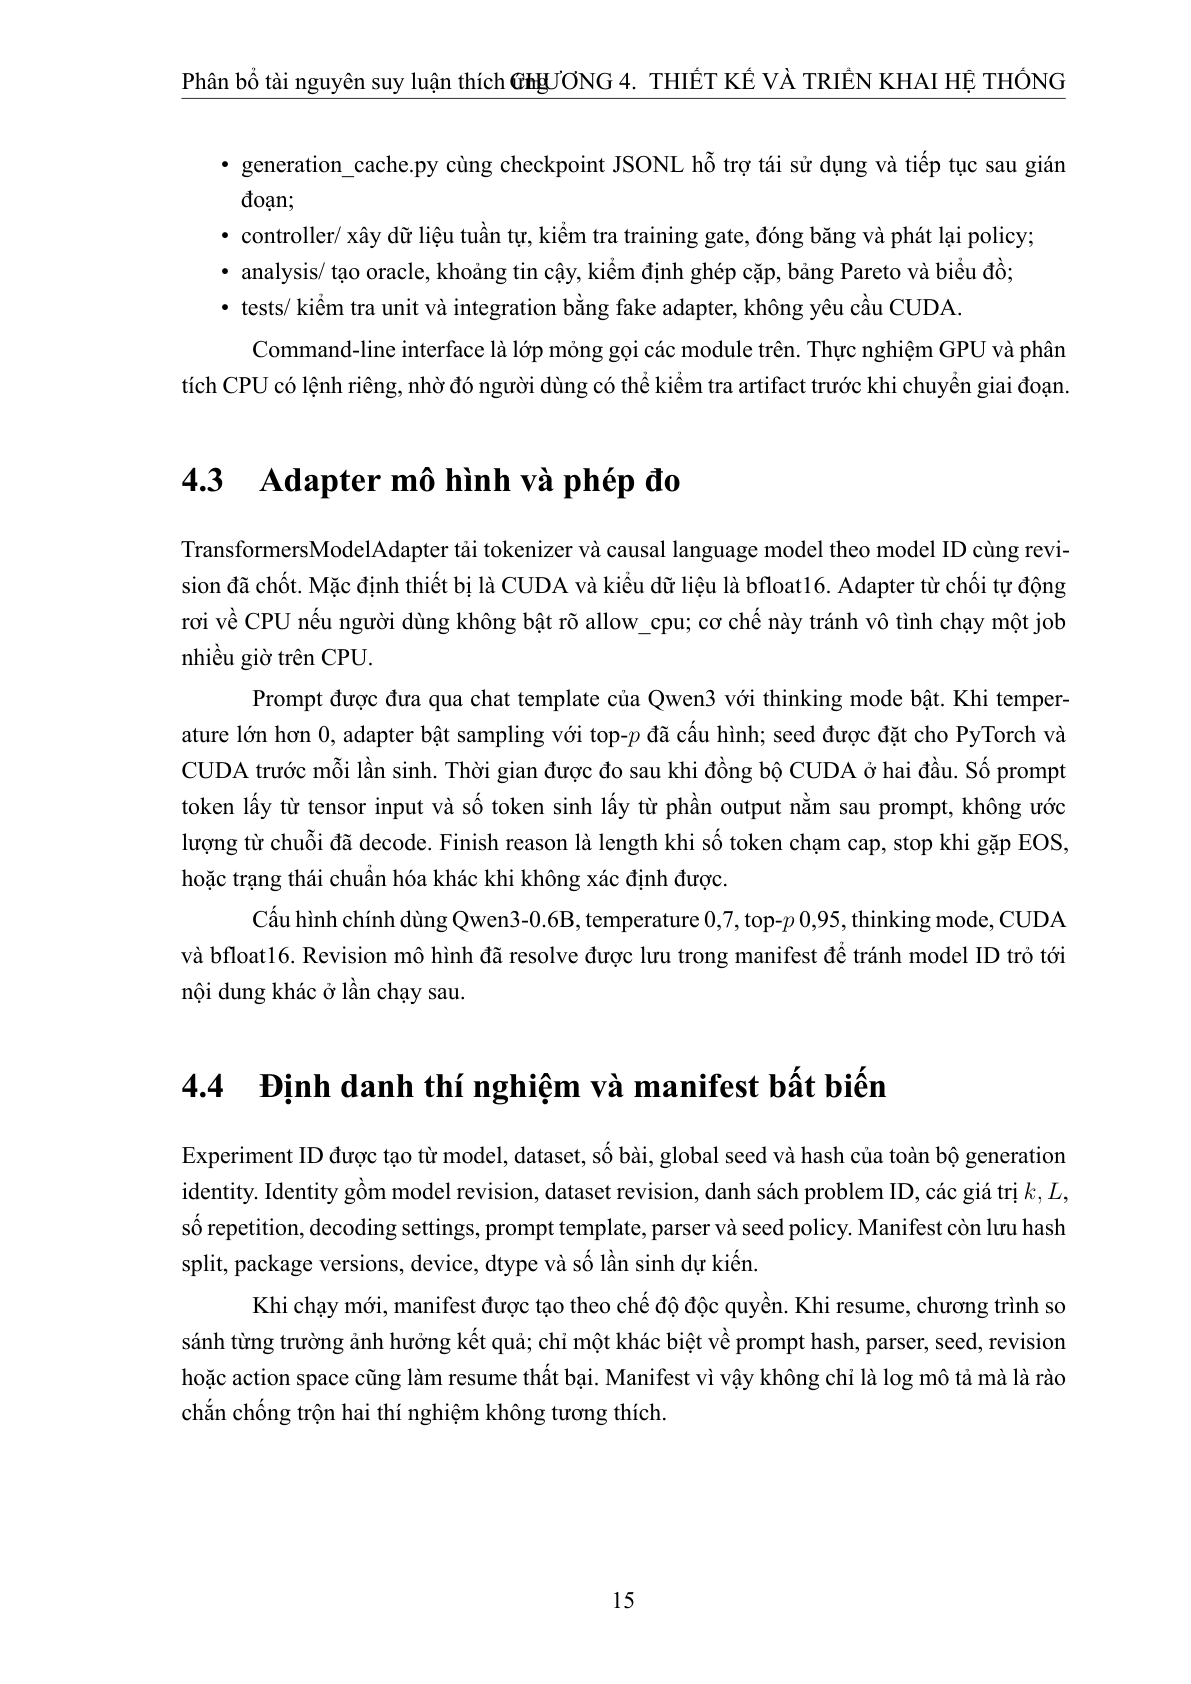 Phân bổ tài nguyên suy luận thích ứng CHƯƠNG 4. THIẾT KẾ VÀ TRIỂN KHAI HỆ THỐNG
• generation_cache.py cùng checkpoint JSONL hỗ trợ tái sử dụng và tiếp tục sau gián
đoạn;
• controller/ xây dữ liệu tuần tự, kiểm tra training gate, đóng băng và phát lại policy;
• analysis/ tạo oracle, khoảng tin cậy, kiểm định ghép cặp, bảng Pareto và biểu đồ;
• tests/ kiểm tra unit và integration bằng fake adapter, không yêu cầu CUDA.
Command-line interface là lớp mỏng gọi các module trên. Thực nghiệm GPU và phân
tích CPU có lệnh riêng, nhờ đó người dùng có thể kiểm tra artifact trước khi chuyển giai đoạn.
4.3 Adapter mô hình và phép đo
TransformersModelAdapter tải tokenizer và causal language model theo model ID cùng revi-
sion đã chốt. Mặc định thiết bị là CUDA và kiểu dữ liệu là bfloat16. Adapter từ chối tự động
rơi về CPU nếu người dùng không bật rõ allow_cpu; cơ chế này tránh vô tình chạy một job
nhiều giờ trên CPU.
Prompt được đưa qua chat template của Qwen3 với thinking mode bật. Khi temper-
ature lớn hơn 0, adapter bật sampling với top-p đã cấu hình; seed được đặt cho PyTorch và
CUDA trước mỗi lần sinh. Thời gian được đo sau khi đồng bộ CUDA ở hai đầu. Số prompt
token lấy từ tensor input và số token sinh lấy từ phần output nằm sau prompt, không ước
lượng từ chuỗi đã decode. Finish reason là length khi số token chạm cap, stop khi gặp EOS,
hoặc trạng thái chuẩn hóa khác khi không xác định được.
Cấu hình chính dùng Qwen3-0.6B, temperature 0,7, top-p 0,95, thinking mode, CUDA
và bfloat16. Revision mô hình đã resolve được lưu trong manifest để tránh model ID trỏ tới
nội dung khác ở lần chạy sau.
4.4 Định danh thí nghiệm và manifest bất biến
Experiment ID được tạo từ model, dataset, số bài, global seed và hash của toàn bộ generation
identity. Identity gồm model revision, dataset revision, danh sách problem ID, các giá trị k, L,
số repetition, decoding settings, prompt template, parser và seed policy. Manifest còn lưu hash
split, package versions, device, dtype và số lần sinh dự kiến.
Khi chạy mới, manifest được tạo theo chế độ độc quyền. Khi resume, chương trình so
sánh từng trường ảnh hưởng kết quả; chỉ một khác biệt về prompt hash, parser, seed, revision
hoặc action space cũng làm resume thất bại. Manifest vì vậy không chỉ là log mô tả mà là rào
chắn chống trộn hai thí nghiệm không tương thích.
15